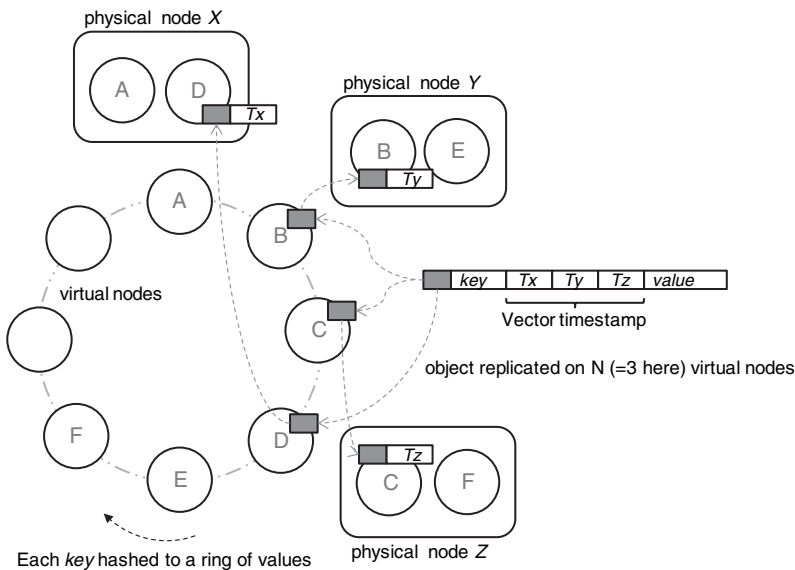 physical node X
A
D
Tx
physical node Y
B
E
Ty
A
B
virtual nodes
key Tx Ty Tz value
Vector timestamp
C
object replicated on N (=3 here) virtual nodes
F
D
E
Tz
C
F
physical node Z
Each key hashed to a ring of values